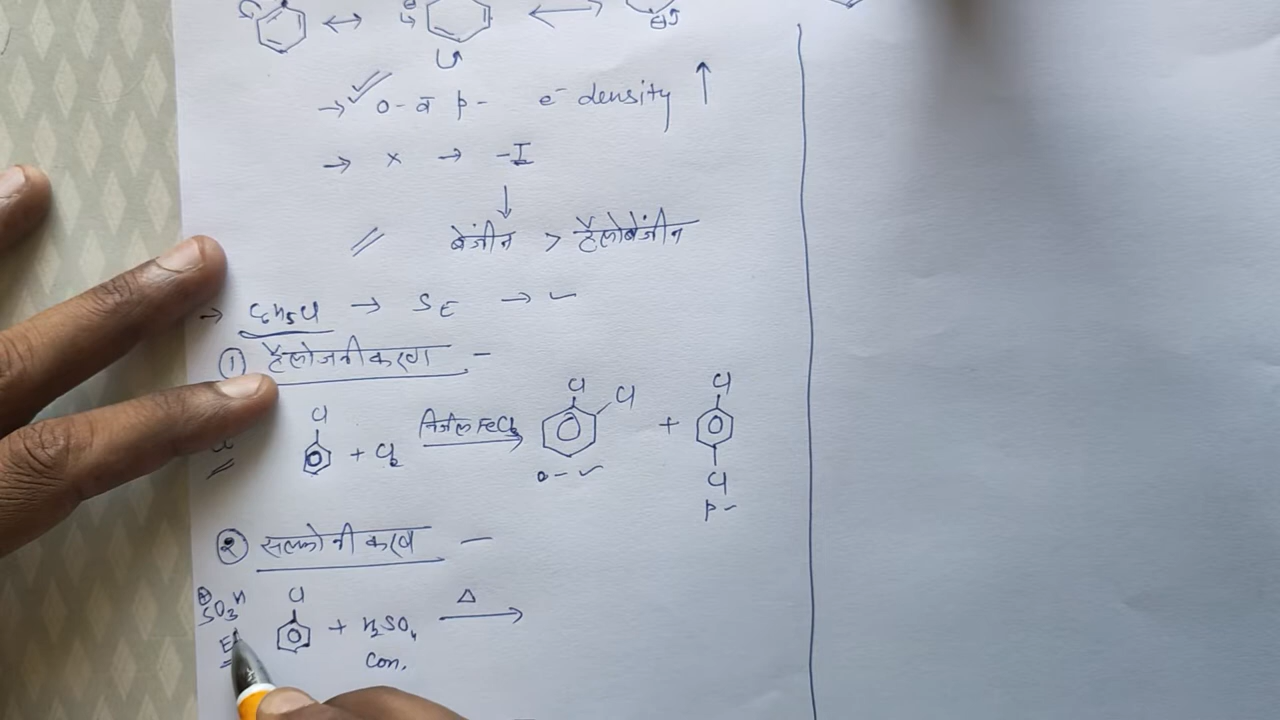 → o- व p- e⁻ density ↑
→ x → -I
बेंजीन > हैलोबेंजीन
→ C₆H₅Cl → SE →
① हैलोजनीकरण -
Cl Cl Cl Cl
+ Cl₂ निर्जल FeCl₃ +
Cl
o- p-
② सल्फोनीकरण -
⊕SO₃H Cl + H₂SO₄ Δ
E con.